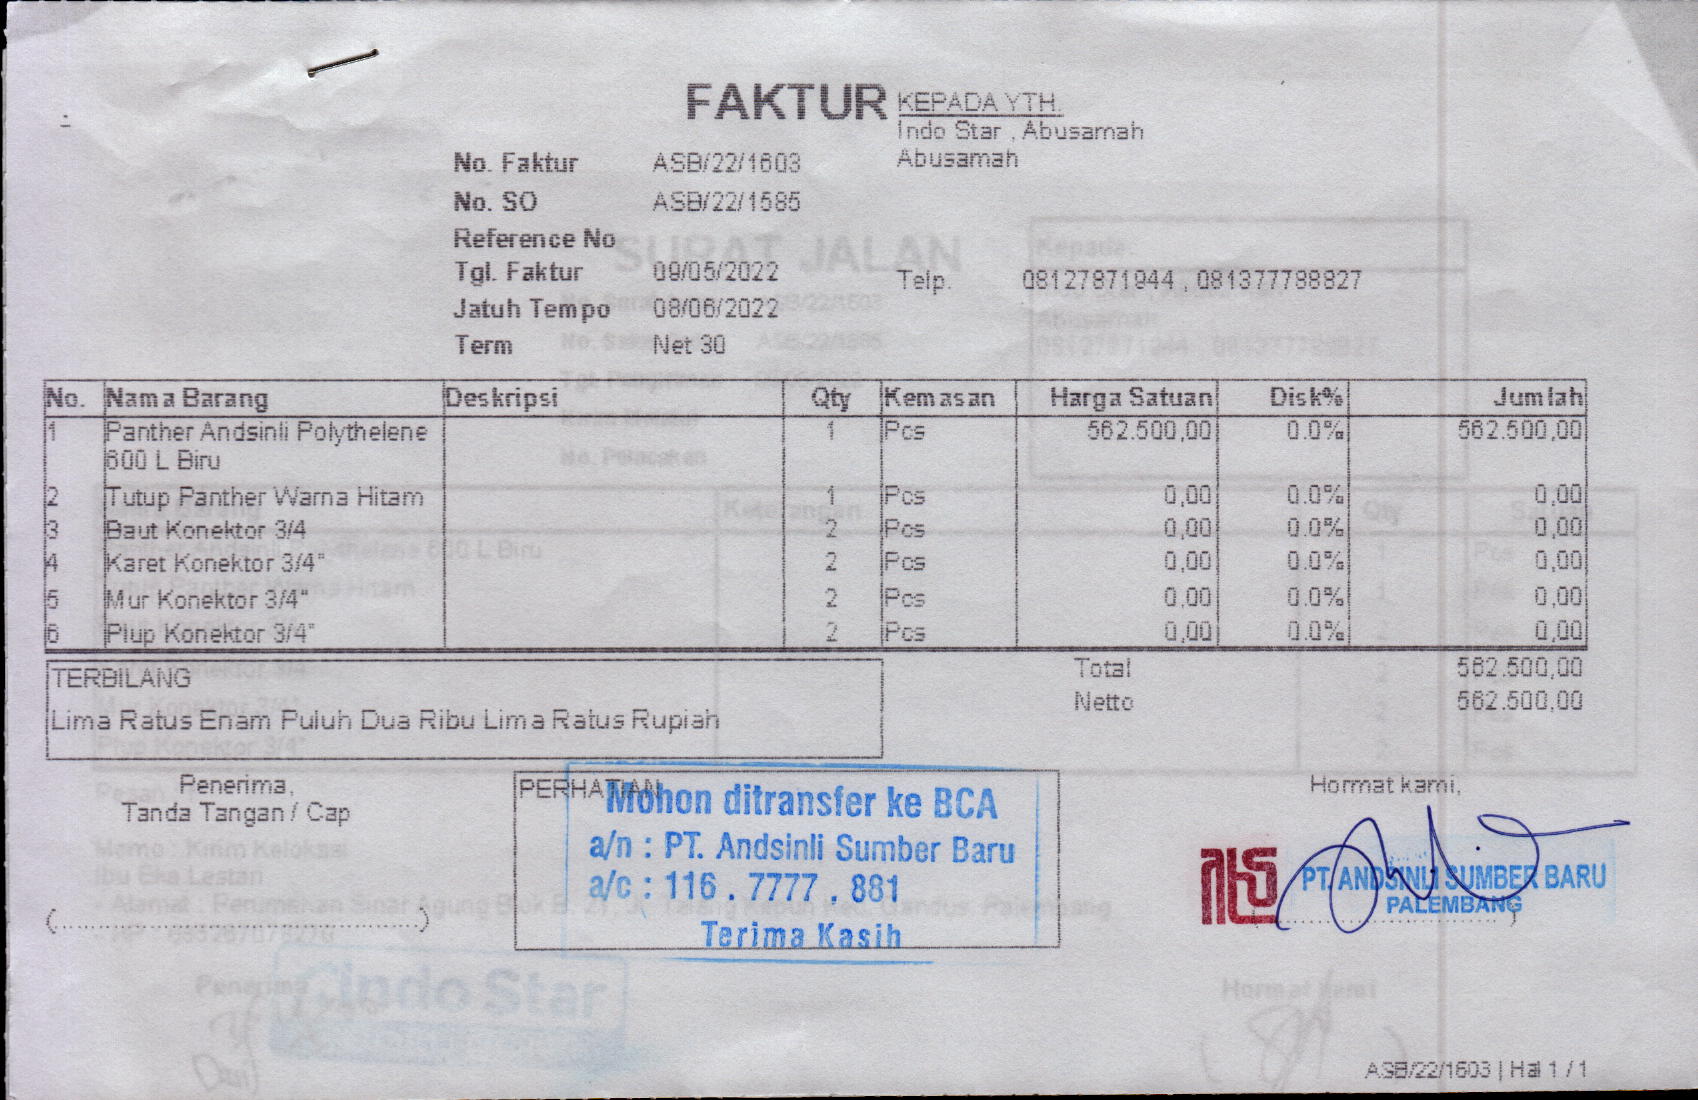 FAKTUR
KEPADA YTH.
Indo Star , Abusamah
Abusamah
No. Faktur ASB/22/1603
No. SO ASB/22/1585
Reference No
Tgl. Faktur 09/05/2022
Jatuh Tempo 08/06/2022
Term Net 30
Telp. 08127871944 , 081377788827
SURAT JALAN
Kepada
No. Nama Barang Deskripsi Qty Kemasan Harga Satuan Disk% Jumlah
1 Panther Andsinli Polythelene 600 L Biru 1 Pcs 562.500,00 0.0% 562.500,00
2 Tutup Panther Warna Hitam 1 Pcs 0,00 0.0% 0,00
3 Baut Konektor 3/4 2 Pcs 0,00 0.0% 0,00
4 Karet Konektor 3/4" 2 Pcs 0,00 0.0% 0,00
5 Mur Konektor 3/4" 2 Pcs 0,00 0.0% 0,00
6 Plup Konektor 3/4" 2 Pcs 0,00 0.0% 0,00
Total 562.500,00
Netto 562.500,00
TERBILANG
Lima Ratus Enam Puluh Dua Ribu Lima Ratus Rupiah
Penerima,
Tanda Tangan / Cap
(....................................)
PERHATIAN
Mohon ditransfer ke BCA
a/n : PT. Andsinli Sumber Baru
a/c : 116 . 7777 . 881
Terima Kasih
Hormat kami,
PT. ANDSINLI SUMBER BARU
PALEMBANG
Indo Star
ASB/22/1603 | Hal 1 / 1